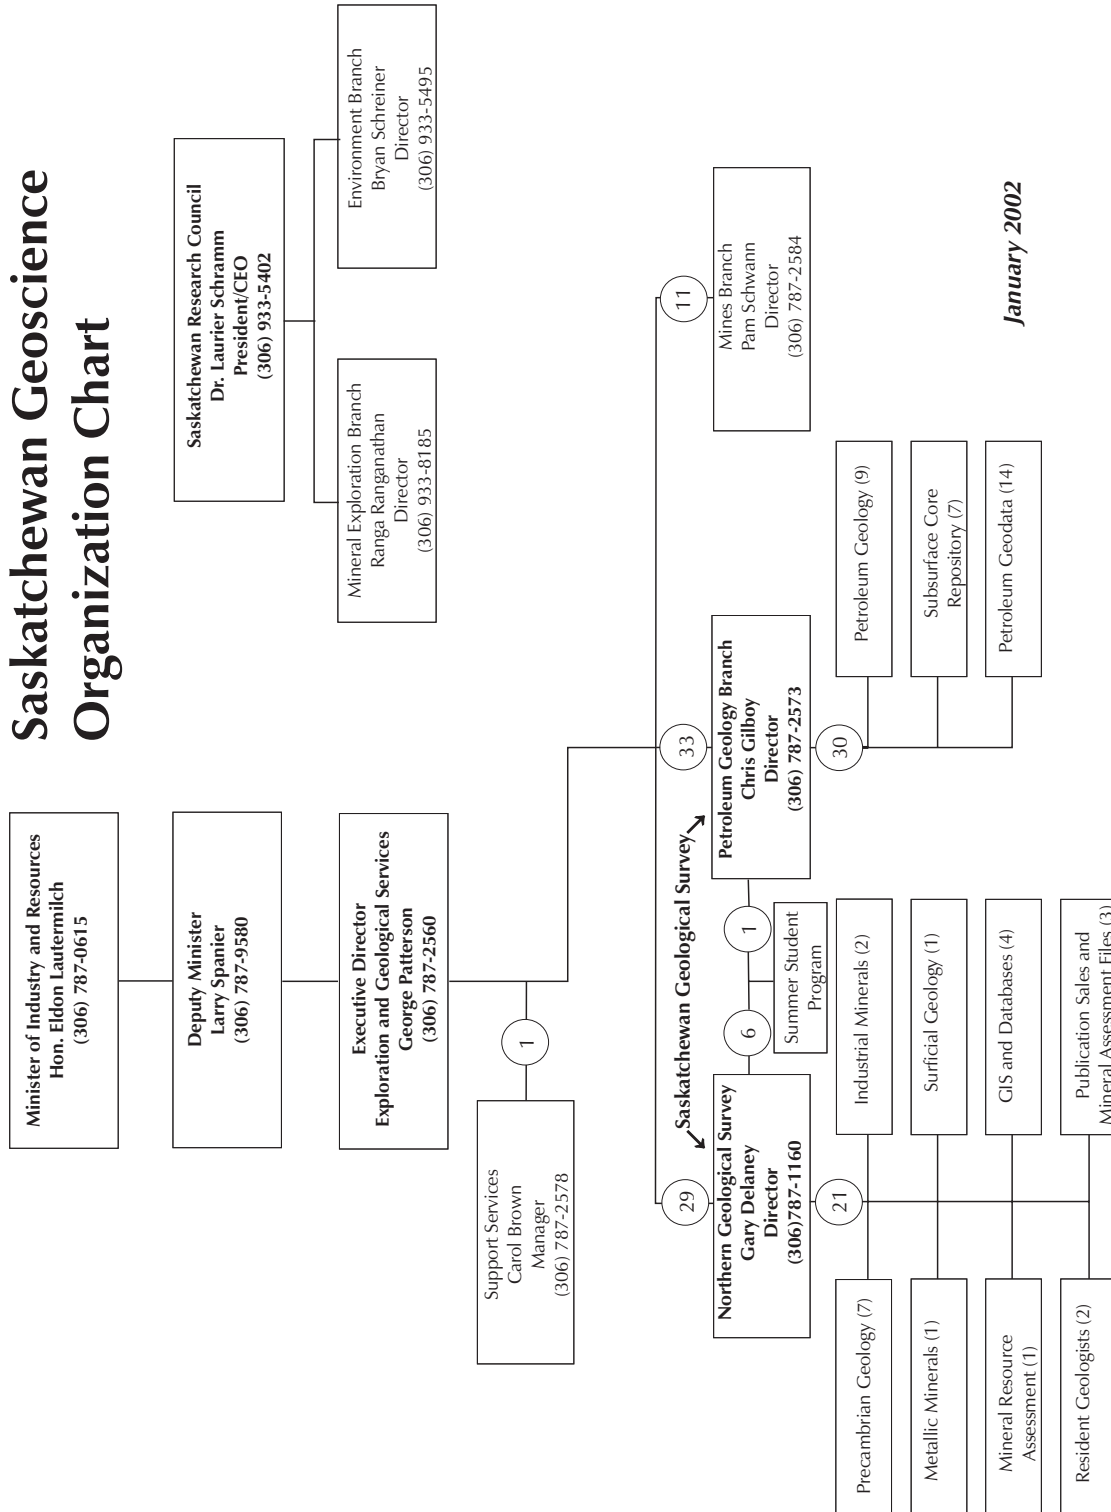 Saskatchewan Geoscience
Organization Chart
Minister of Industry and Resources
Hon. Eldon Lautermilch
(306) 787-0615
Deputy Minister
Larry Spanier
(306) 787-9580
Executive Director
Exploration and Geological Services
George Patterson
(306) 787-2560
Saskatchewan Research Council
Dr. Laurier Schramm
President/CEO
(306) 933-5402
Mineral Exploration Branch
Ranga Ranganathan
Director
(306) 933-8185
Environment Branch
Bryan Schreiner
Director
(306) 933-5495
Support Services
Carol Brown
Manager
(306) 787-2578
1
29
33
11
Saskatchewan Geological Survey
Northern Geological Survey
Gary Delaney
Director
(306)787-1160
6
1
Summer Student
Program
Petroleum Geology Branch
Chris Gilboy
Director
(306) 787-2573
Mines Branch
Pam Schwann
Director
(306) 787-2584
21
30
Precambrian Geology (7)
Industrial Minerals (2)
Petroleum Geology (9)
Metallic Minerals (1)
Surficial Geology (1)
Subsurface Core
Repository (7)
Mineral Resource
Assessment (1)
GIS and Databases (4)
Petroleum Geodata (14)
Resident Geologists (2)
Publication Sales and
Mineral Assessment Files (3)
January 2002